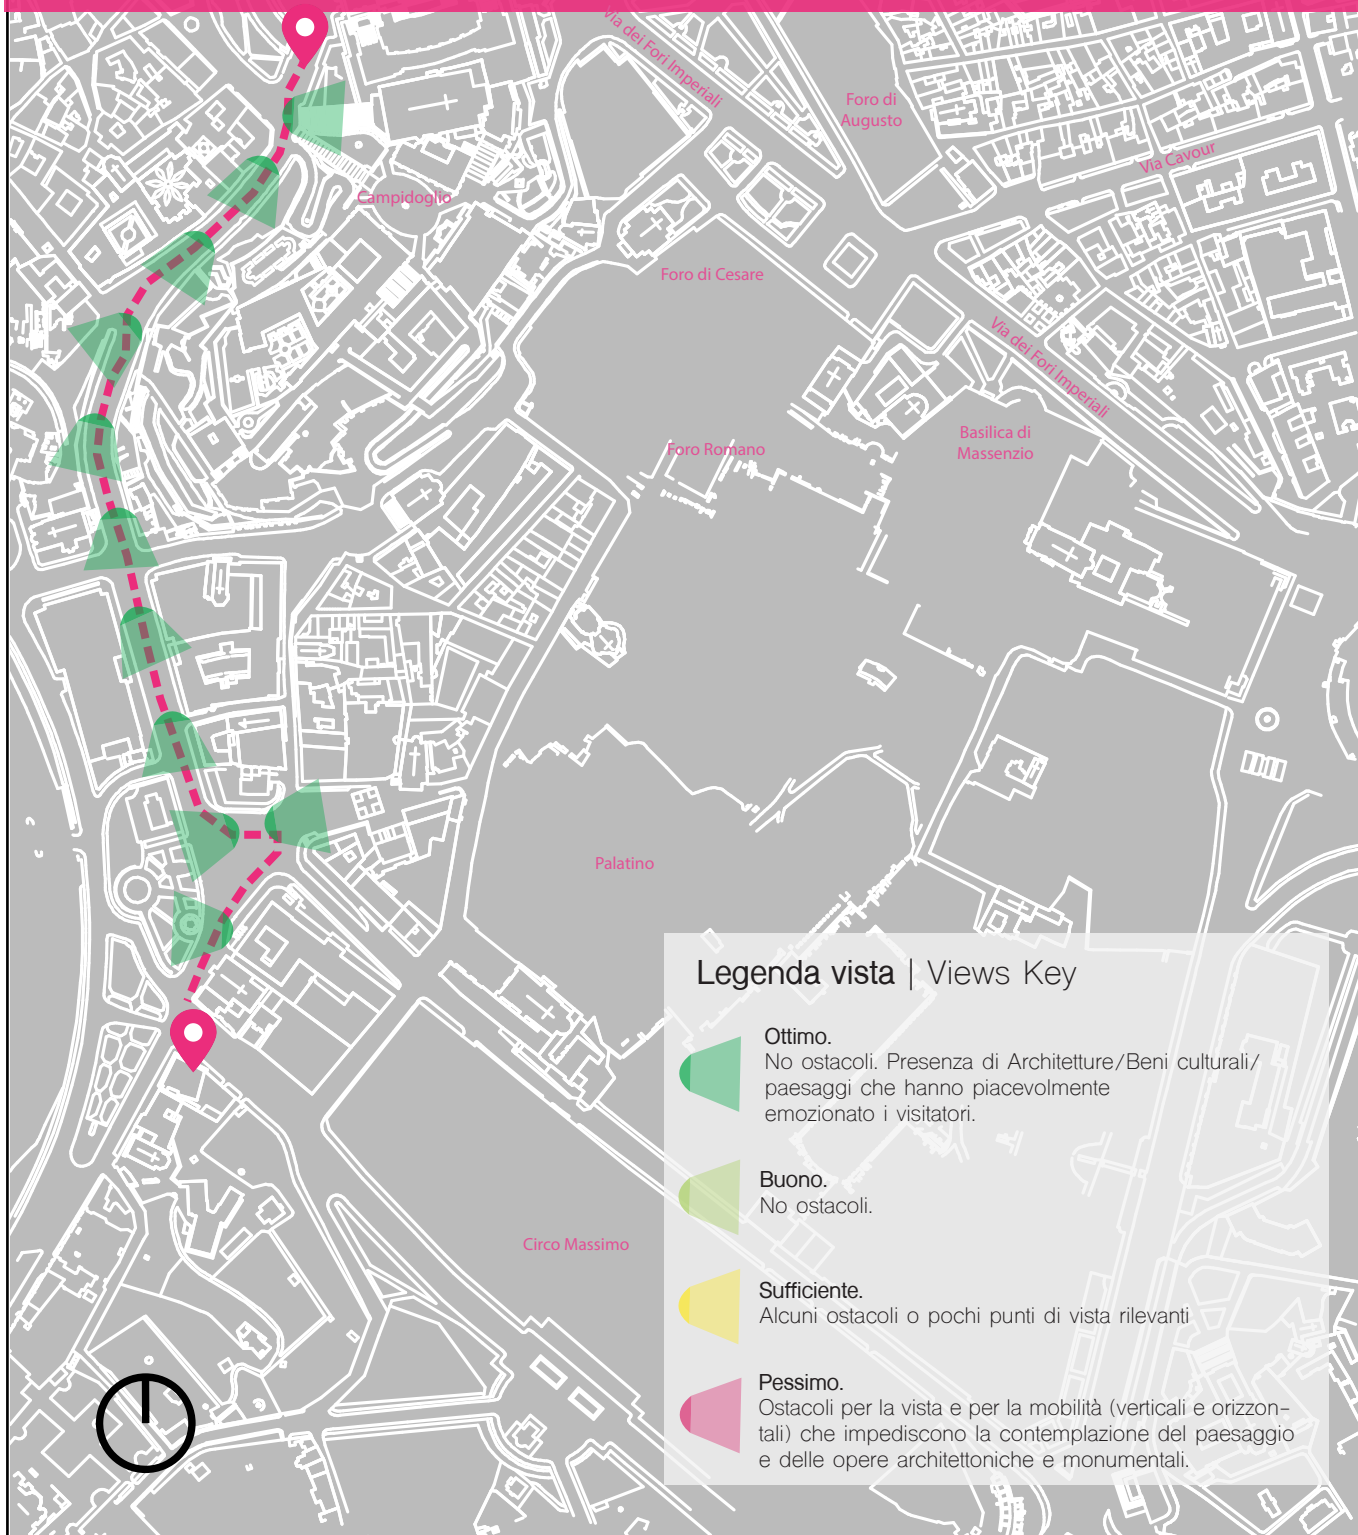 Via dei Fori Imperiali
Foro di
Augusto
Via Cavour
Campidoglio
Foro di Cesare
Via dei Fori Imperiali
Foro Romano
Basilica di
Massenzio
Palatino
Circo Massimo
Legenda vista | Views Key
Ottimo.
No ostacoli. Presenza di Architetture/Beni culturali/
paesaggi che hanno piacevolmente
emozionato i visitatori.
Buono.
No ostacoli.
Sufficiente.
Alcuni ostacoli o pochi punti di vista rilevanti
Pessimo.
Ostacoli per la vista e per la mobilità (verticali e orizzon-
tali) che impediscono la contemplazione del paesaggio
e delle opere architettoniche e monumentali.